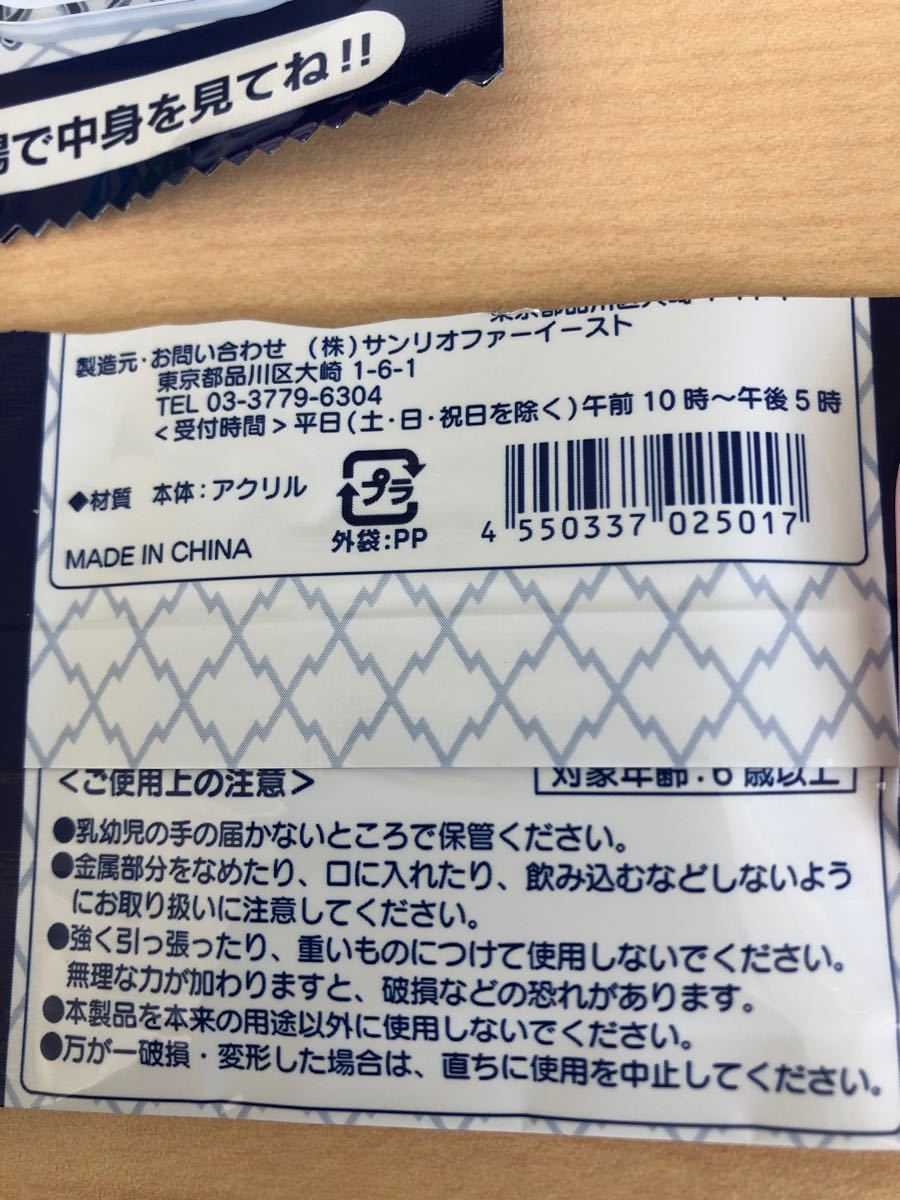 で中身を見てね!!
製造元・お問い合わせ (株)サンリオファーイースト
東京都品川区大崎 1-6-1
TEL 03-3779-6304
<受付時間>平日(土・日・祝日を除く)午前10時～午後5時
◆材質 本体:アクリル
プラ
外袋:PP
4 550337 025017
MADE IN CHINA
<ご使用上の注意>
対象年齢:6歳以上
●乳幼児の手の届かないところで保管ください。
●金属部分をなめたり、口に入れたり、飲み込むなどしないよう
にお取り扱いに注意してください。
●強く引っ張ったり、重いものにつけて使用しないでください。
無理な力が加わりますと、破損などの恐れがあります。
●本製品を本来の用途以外に使用しないでください。
●万が一破損・変形した場合は、直ちに使用を中止してください。